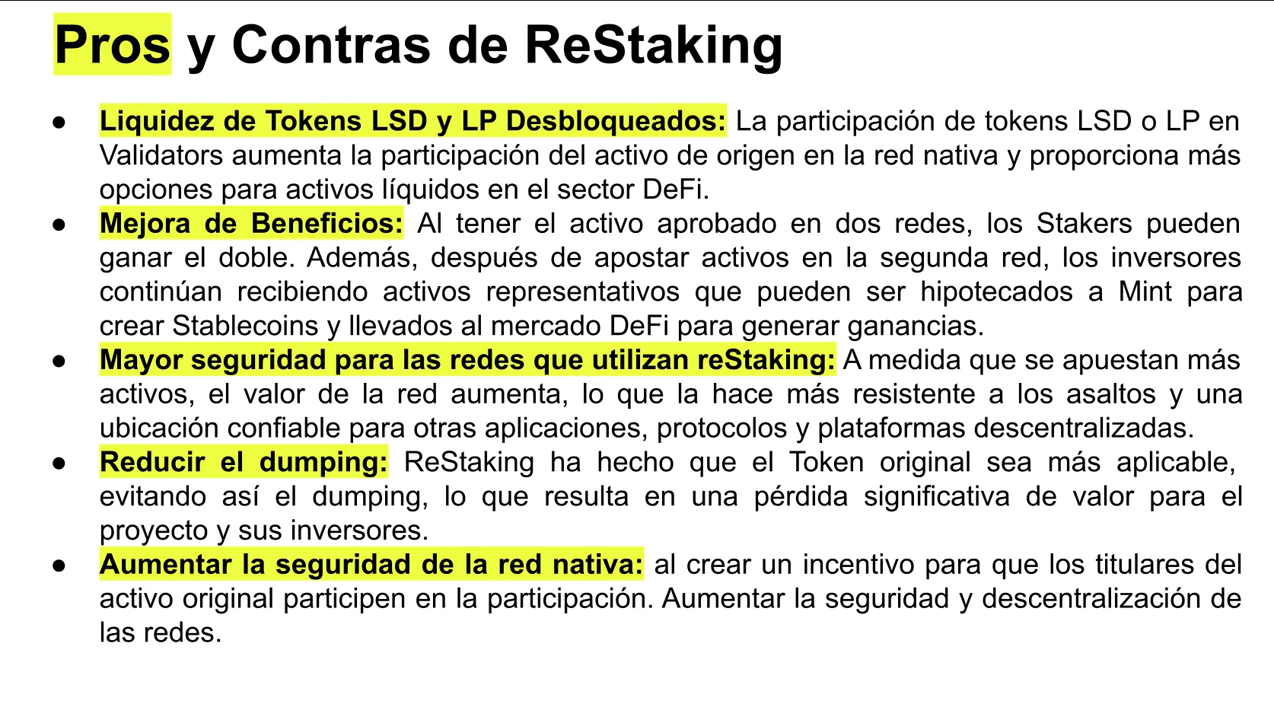 Pros y Contras de ReStaking
● Liquidez de Tokens LSD y LP Desbloqueados: La participación de tokens LSD o LP en
Validators aumenta la participación del activo de origen en la red nativa y proporciona más
opciones para activos líquidos en el sector DeFi.
● Mejora de Beneficios: Al tener el activo aprobado en dos redes, los Stakers pueden
ganar el doble. Además, después de apostar activos en la segunda red, los inversores
continúan recibiendo activos representativos que pueden ser hipotecados a Mint para
crear Stablecoins y llevados al mercado DeFi para generar ganancias.
● Mayor seguridad para las redes que utilizan reStaking: A medida que se apuestan más
activos, el valor de la red aumenta, lo que la hace más resistente a los asaltos y una
ubicación confiable para otras aplicaciones, protocolos y plataformas descentralizadas.
● Reducir el dumping: ReStaking ha hecho que el Token original sea más aplicable,
evitando así el dumping, lo que resulta en una pérdida significativa de valor para el
proyecto y sus inversores.
● Aumentar la seguridad de la red nativa: al crear un incentivo para que los titulares del
activo original participen en la participación. Aumentar la seguridad y descentralización de
las redes.